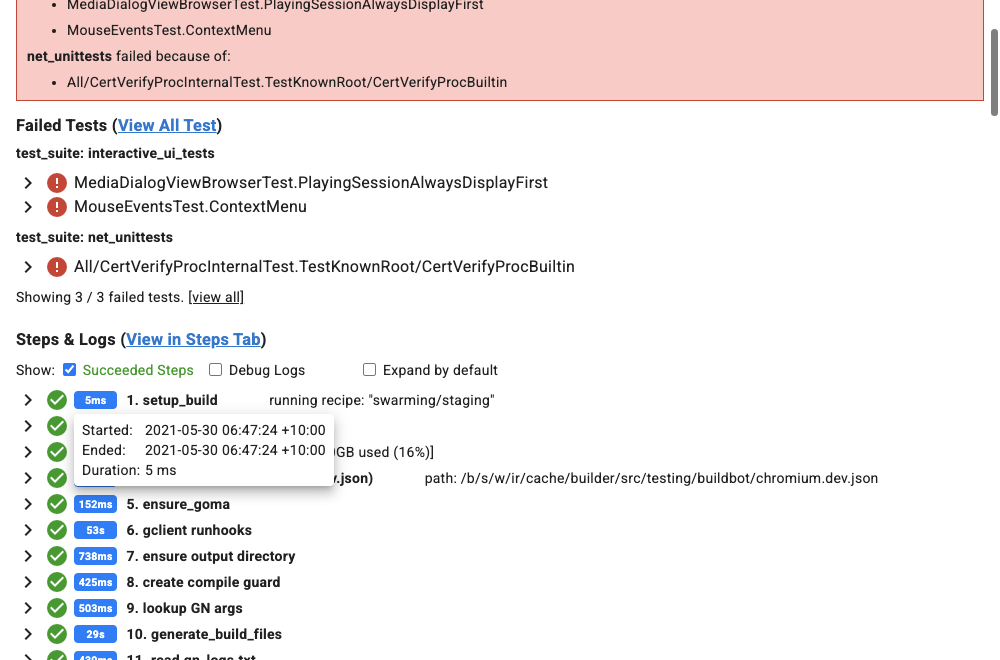 MediaDialogViewBrowserTest.PlayingSessionAlwaysDisplayFirst
MouseEventsTest.ContextMenu
net_unittests failed because of:
All/CertVerifyProcInternalTest.TestKnownRoot/CertVerifyProcBuiltin
Failed Tests (View All Test)
test_suite: interactive_ui_tests
MediaDialogViewBrowserTest.PlayingSessionAlwaysDisplayFirst
MouseEventsTest.ContextMenu
test_suite: net_unittests
All/CertVerifyProcInternalTest.TestKnownRoot/CertVerifyProcBuiltin
Showing 3 / 3 failed tests. [view all]
Steps & Logs (View in Steps Tab)
Show: Succeeded Steps Debug Logs Expand by default
5ms 1. setup_build running recipe: "swarming/staging"
Started: 2021-05-30 06:47:24 +10:00
Ended: 2021-05-30 06:47:24 +10:00
Duration: 5 ms
GB used (16%)]
.json) path: /b/s/w/ir/cache/builder/src/testing/buildbot/chromium.dev.json
152ms 5. ensure_goma
53s 6. gclient runhooks
738ms 7. ensure output directory
425ms 8. create compile guard
503ms 9. lookup GN args
29s 10. generate_build_files
430ms 11. read gn_logs.txt